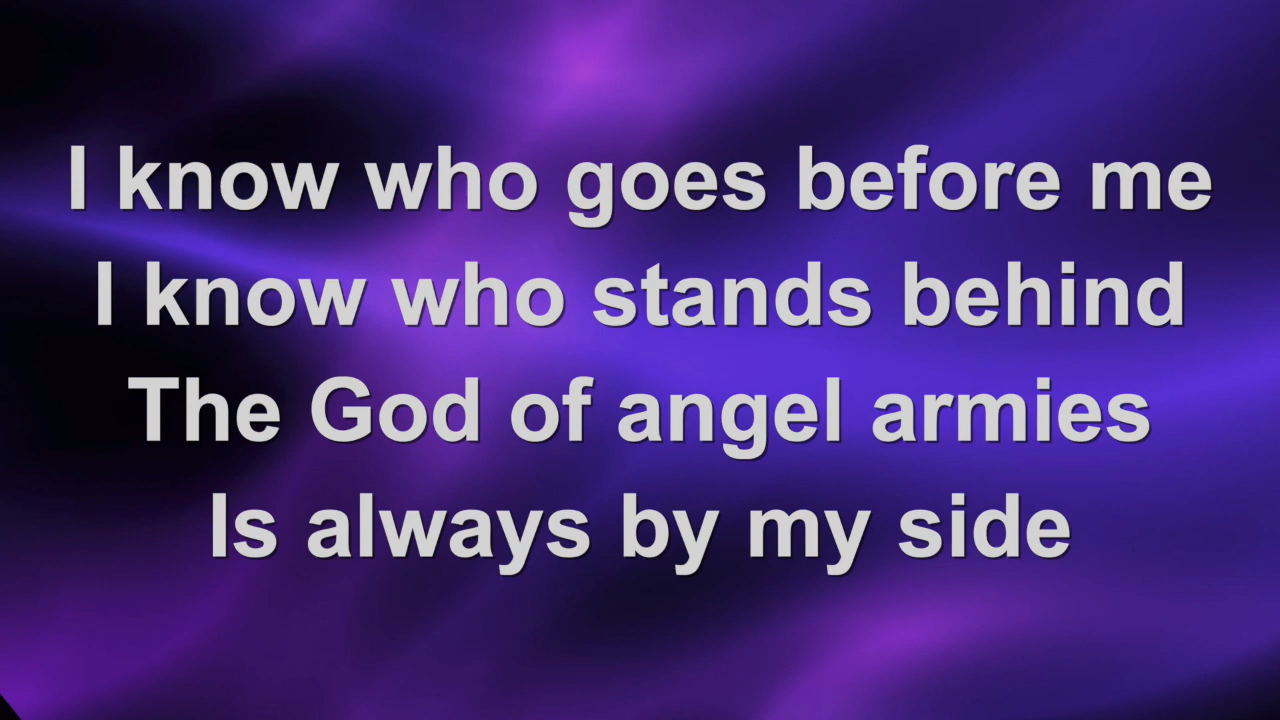 I know who goes before me
I know who stands behind
The God of angel armies
Is always by my side